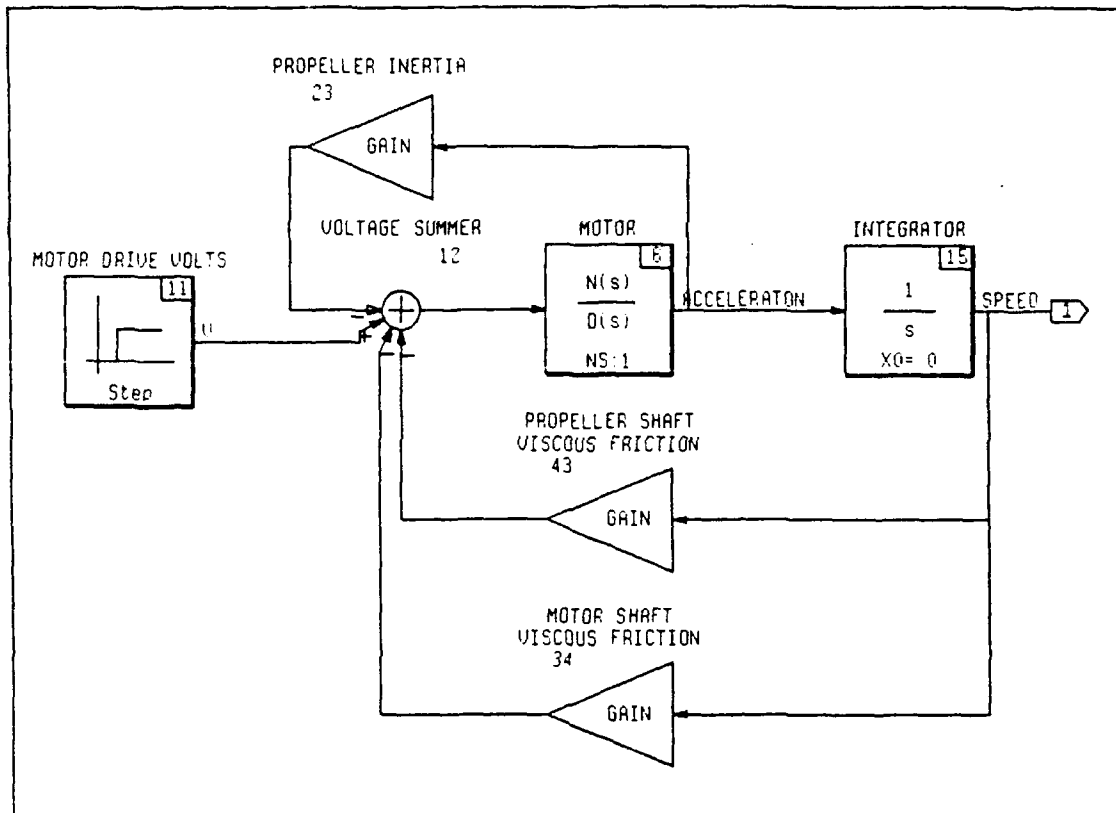 PROPELLER INERTIA
23
GAIN
VOLTAGE SUMMER
12
MOTOR
6
N(s)
D(s)
NS:1
ACCELERATON
INTEGRATOR
15
1
s
X0= 0
SPEED
1
MOTOR DRIVE VOLTS
11
Step
-
+
-
-
+
PROPELLER SHAFT
VISCOUS FRICTION
43
GAIN
MOTOR SHAFT
VISCOUS FRICTION
34
GAIN